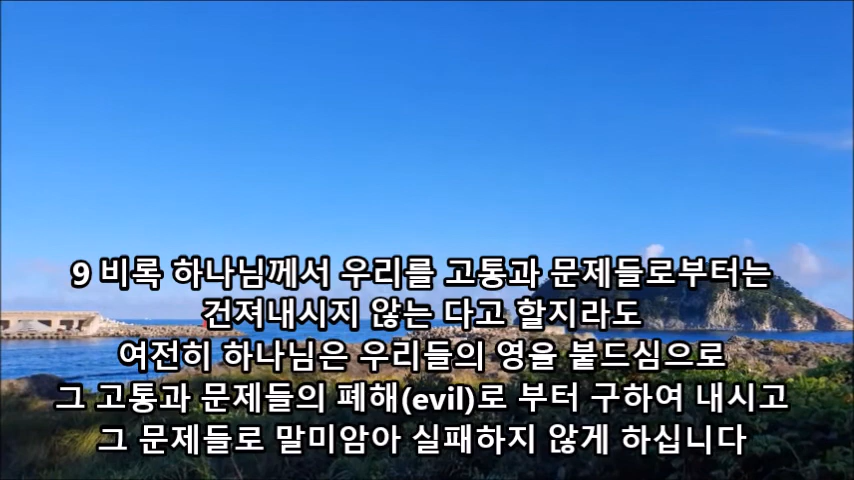 9 비록 하나님께서 우리를 고통과 문제들로부터는
건져내시지 않는 다고 할지라도
여전히 하나님은 우리들의 영을 붙드심으로
그 고통과 문제들의 폐해(evil)로 부터 구하여 내시고
그 문제들로 말미암아 실패하지 않게 하십니다